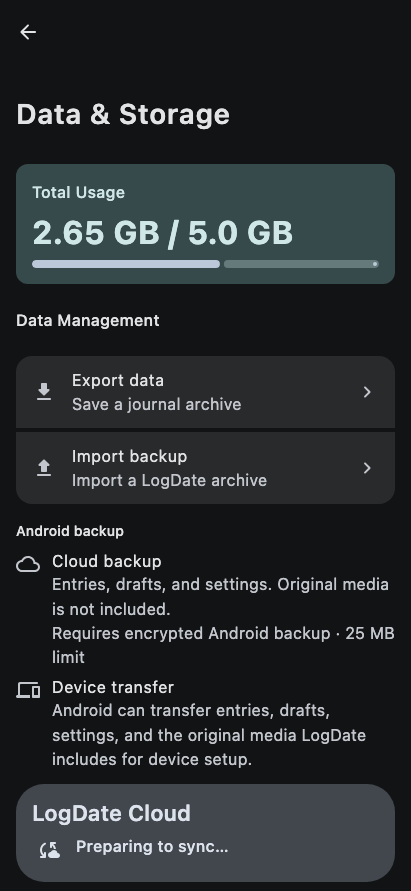 Data & Storage
Total Usage
2.65 GB / 5.0 GB
Data Management
Export data
Save a journal archive
Import backup
Import a LogDate archive
Android backup
Cloud backup
Entries, drafts, and settings. Original media
is not included.
Requires encrypted Android backup · 25 MB
limit
Device transfer
Android can transfer entries, drafts,
settings, and the original media LogDate
includes for device setup.
LogDate Cloud
Preparing to sync...